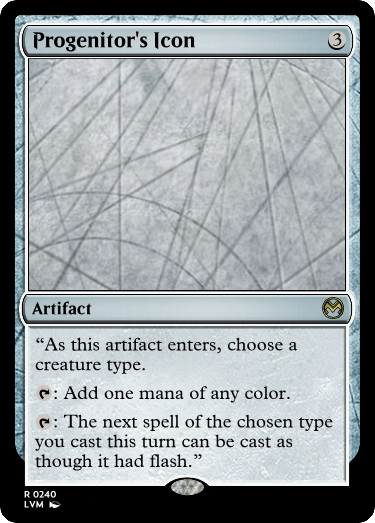 Progenitor's Icon 3
Artifact
“As this artifact enters, choose a
creature type.
: Add one mana of any color.
: The next spell of the chosen type
you cast this turn can be cast as
though it had flash.”
R 0240
LVM